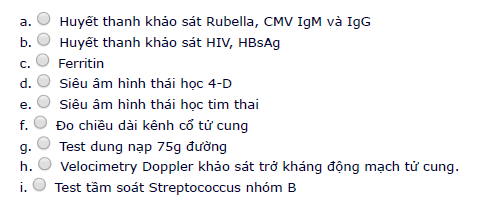 a. Huyết thanh khảo sát Rubella, CMV IgM và IgG
b. Huyết thanh khảo sát HIV, HBsAg
c. Ferritin
d. Siêu âm hình thái học 4-D
e. Siêu âm hình thái học tim thai
f. Đo chiều dài kênh cổ tử cung
g. Test dung nạp 75g đường
h. Velocimetry Doppler khảo sát trở kháng động mạch tử cung.
i. Test tầm soát Streptococcus nhóm B